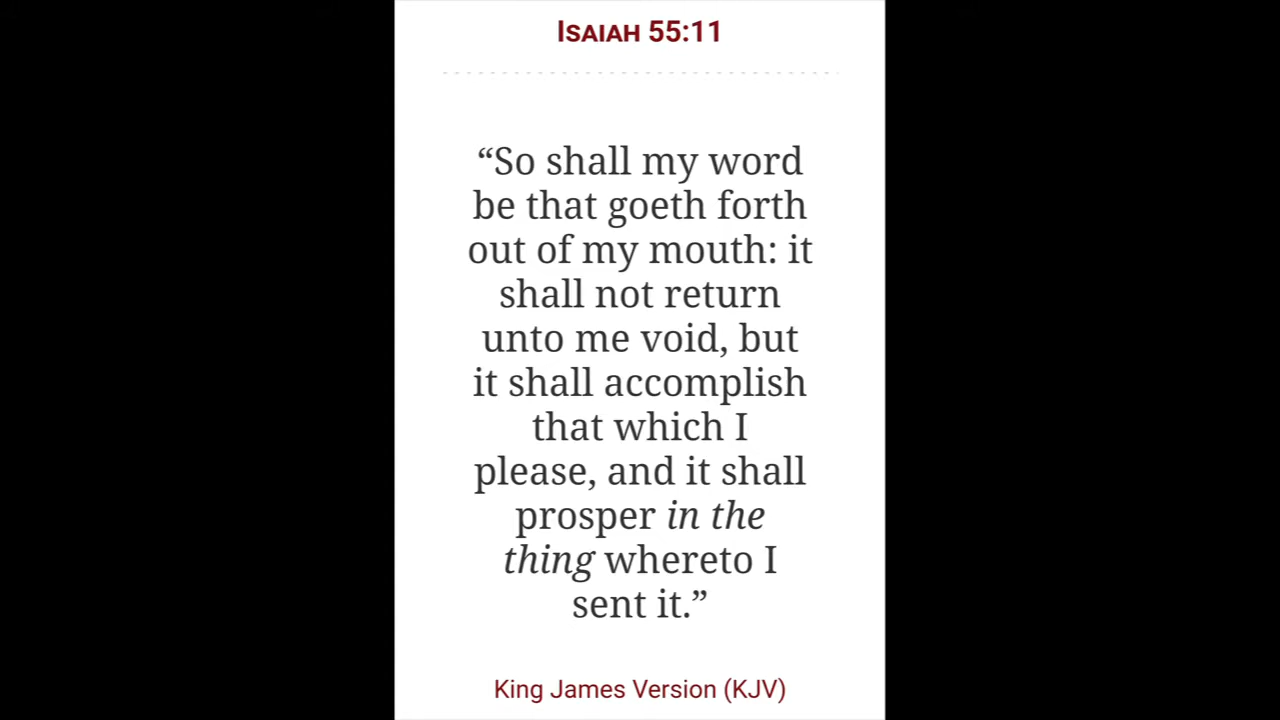 Isaiah 55:11
“So shall my word
be that goeth forth
out of my mouth: it
shall not return
unto me void, but
it shall accomplish
that which I
please, and it shall
prosper in the
thing whereto I
sent it.”
King James Version (KJV)